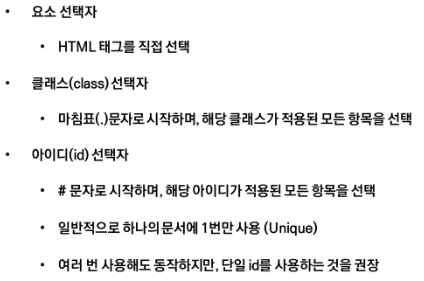 • 요소 선택자
• HTML 태그를 직접 선택
• 클래스(class) 선택자
• 마침표(.)문자로 시작하며, 해당 클래스가 적용된 모든 항목을 선택
• 아이디(id) 선택자
• # 문자로 시작하며, 해당 아이디가 적용된 모든 항목을 선택
• 일반적으로 하나의 문서에 1번만 사용 (Unique)
• 여러 번 사용해도 동작하지만, 단일 id를 사용하는 것을 권장